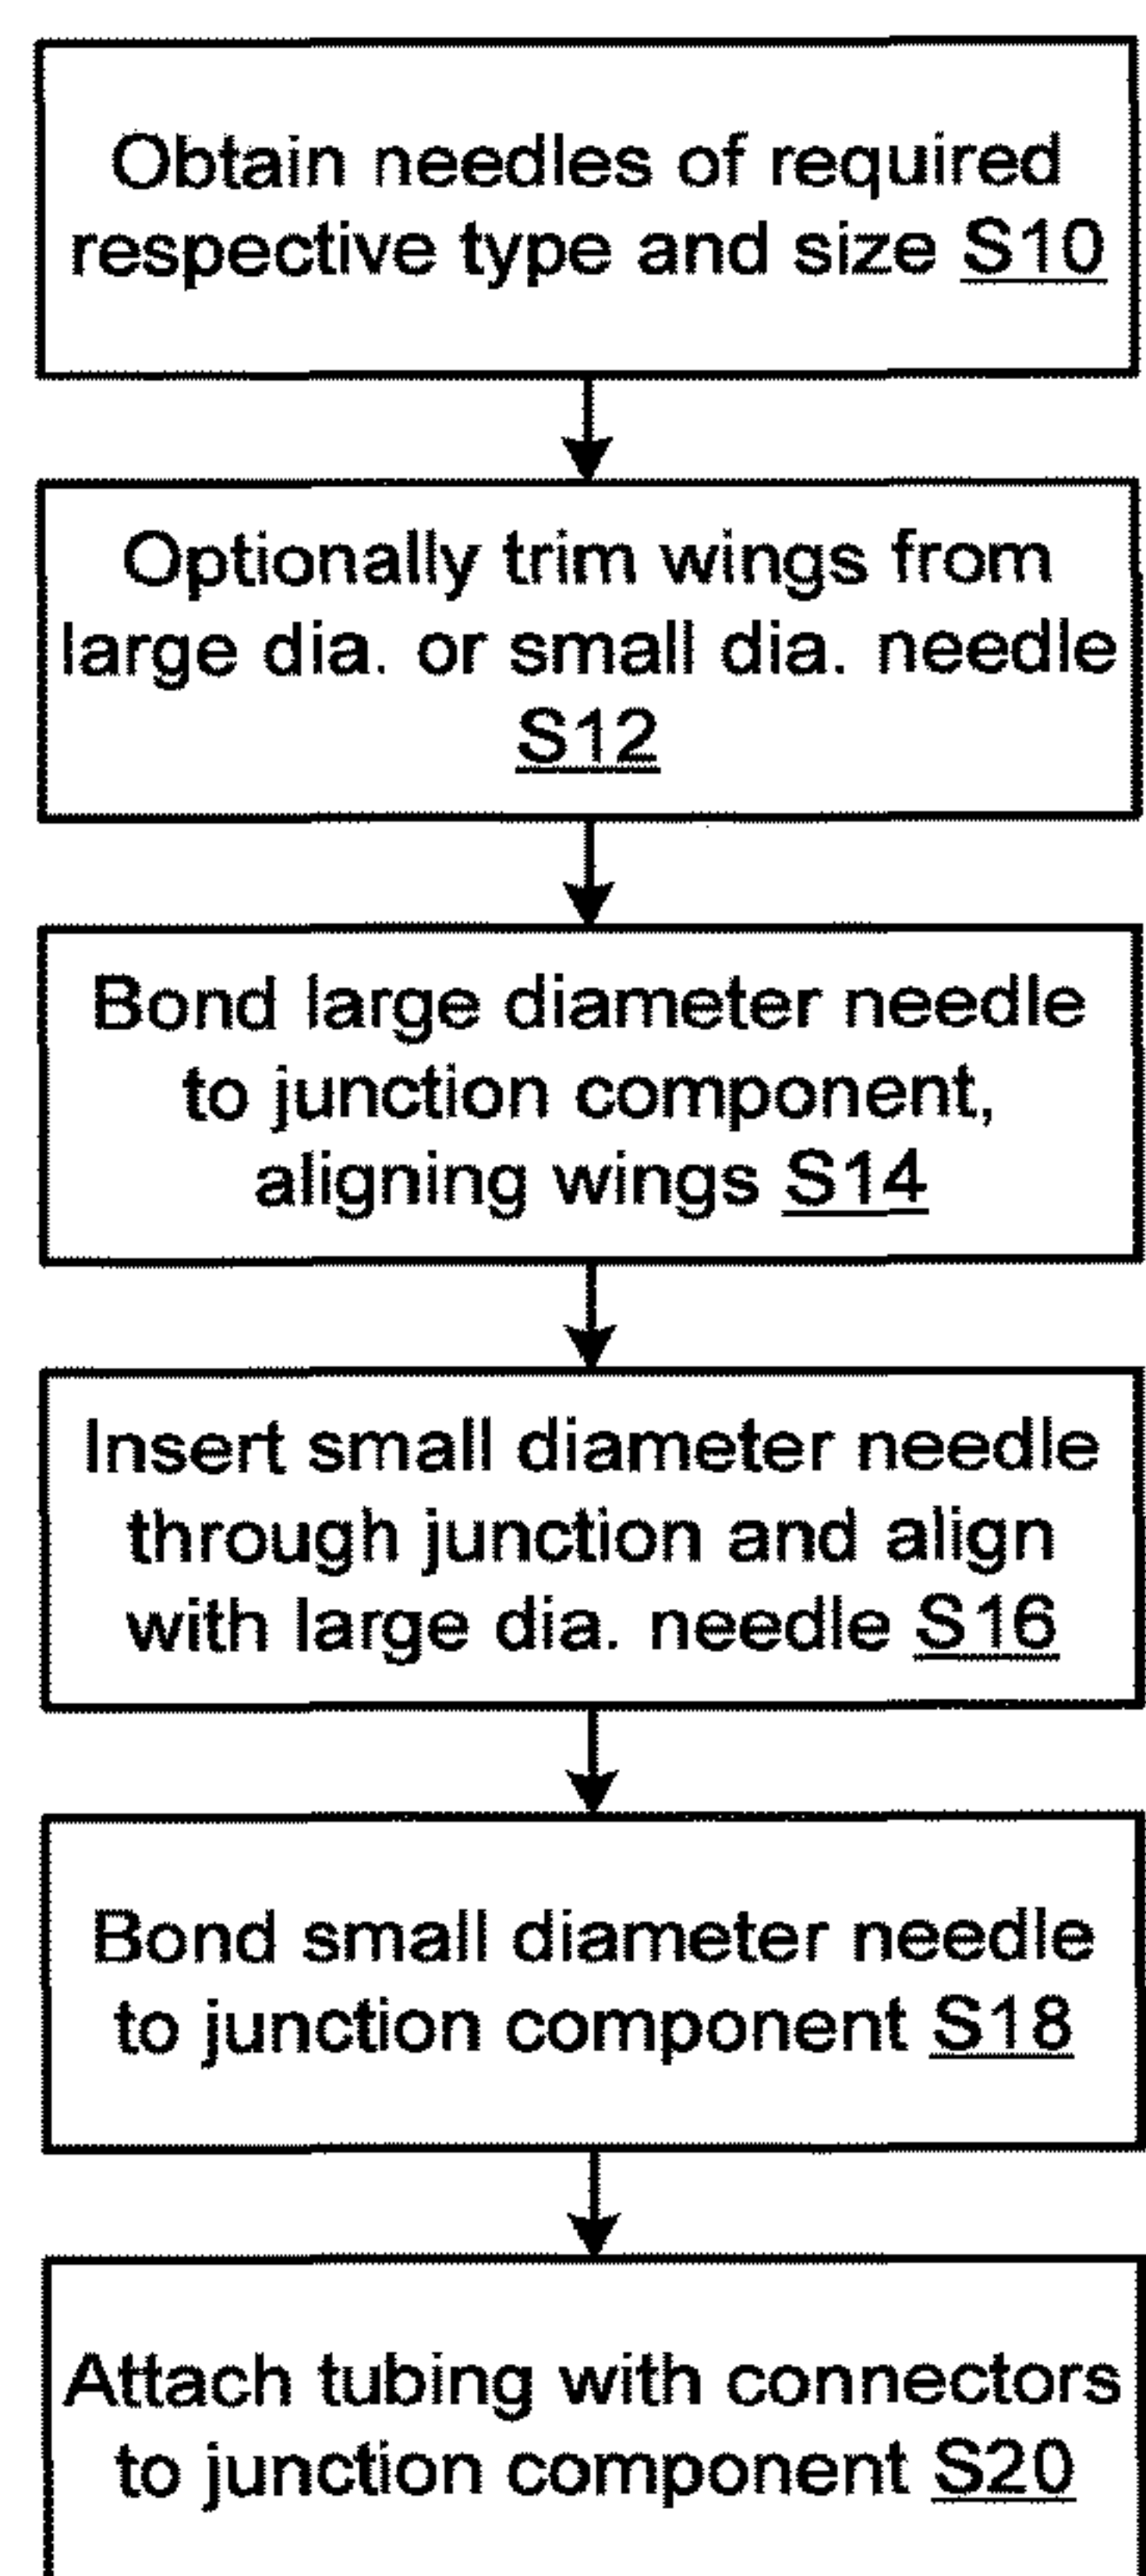 Obtain needles of required
respective type and size S10
Optionally trim wings from
large dia. or small dia. needle
S12
Bond large diameter needle
to junction component,
aligning wings S14
Insert small diameter needle
through junction and align
with large dia. needle S16
Bond small diameter needle
to junction component S18
Attach tubing with connectors
to junction component S20